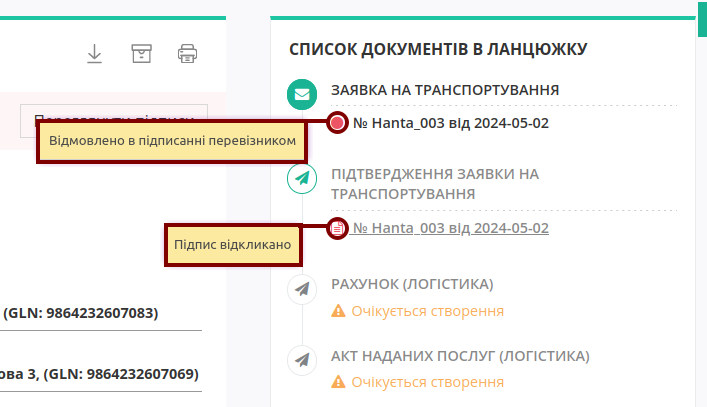 СПИСОК ДОКУМЕНТІВ В ЛАНЦЮЖКУ
ЗАЯВКА НА ТРАНСПОРТУВАННЯ
№ Hanta_003 від 2024-05-02
Відмовлено в підписанні перевізником
ПІДТВЕРДЖЕННЯ ЗАЯВКИ НА
ТРАНСПОРТУВАННЯ
№ Hanta_003 від 2024-05-02
Підпис відкликано
РАХУНОК (ЛОГІСТИКА)
Очікується створення
(GLN: 9864232607083)
АКТ НАДАНИХ ПОСЛУГ (ЛОГІСТИКА)
Очікується створення
ова 3, (GLN: 9864232607069)